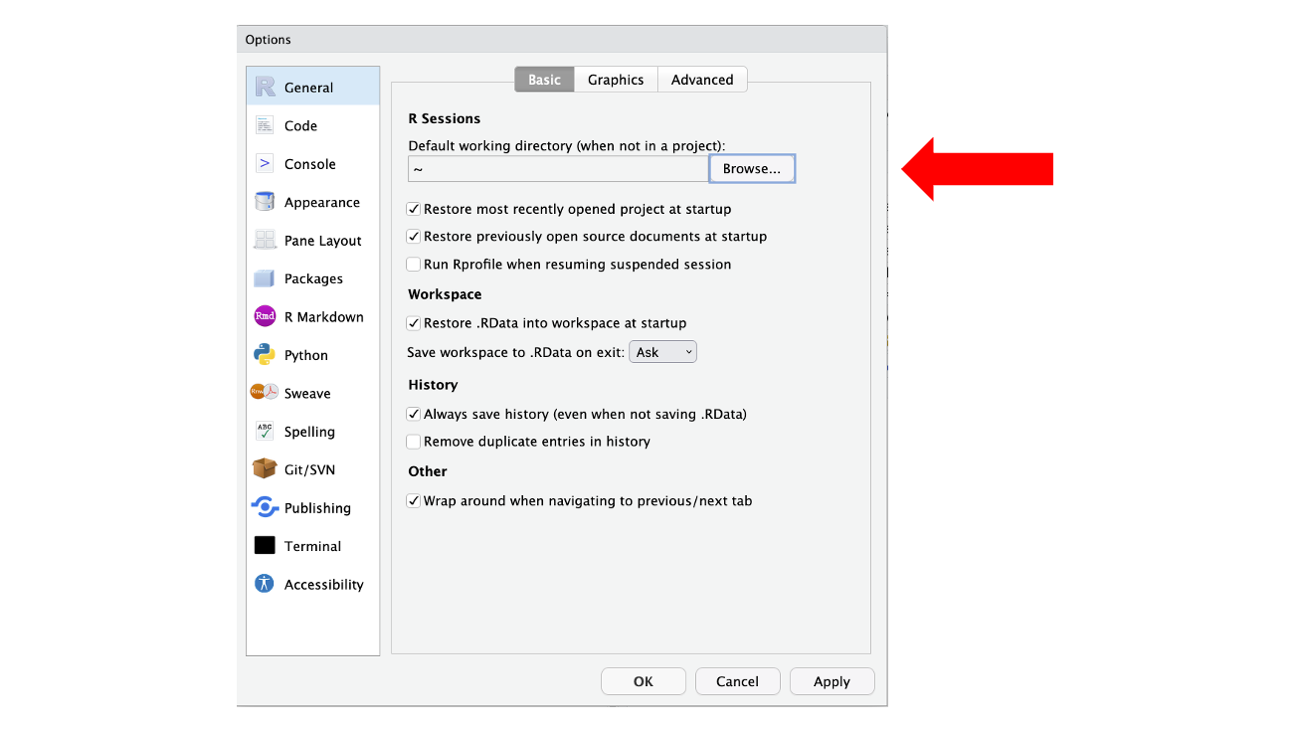 Options
General
Code
Console
Appearance
Pane Layout
Packages
Rmd R Markdown
Python
Rnw Sweave
ABC Spelling
Git/SVN
Publishing
Terminal
Accessibility
Basic Graphics Advanced
R Sessions
Default working directory (when not in a project):
~ Browse...
Restore most recently opened project at startup
Restore previously open source documents at startup
Run Rprofile when resuming suspended session
Workspace
Restore .RData into workspace at startup
Save workspace to .RData on exit: Ask
History
Always save history (even when not saving .RData)
Remove duplicate entries in history
Other
Wrap around when navigating to previous/next tab
OK Cancel Apply